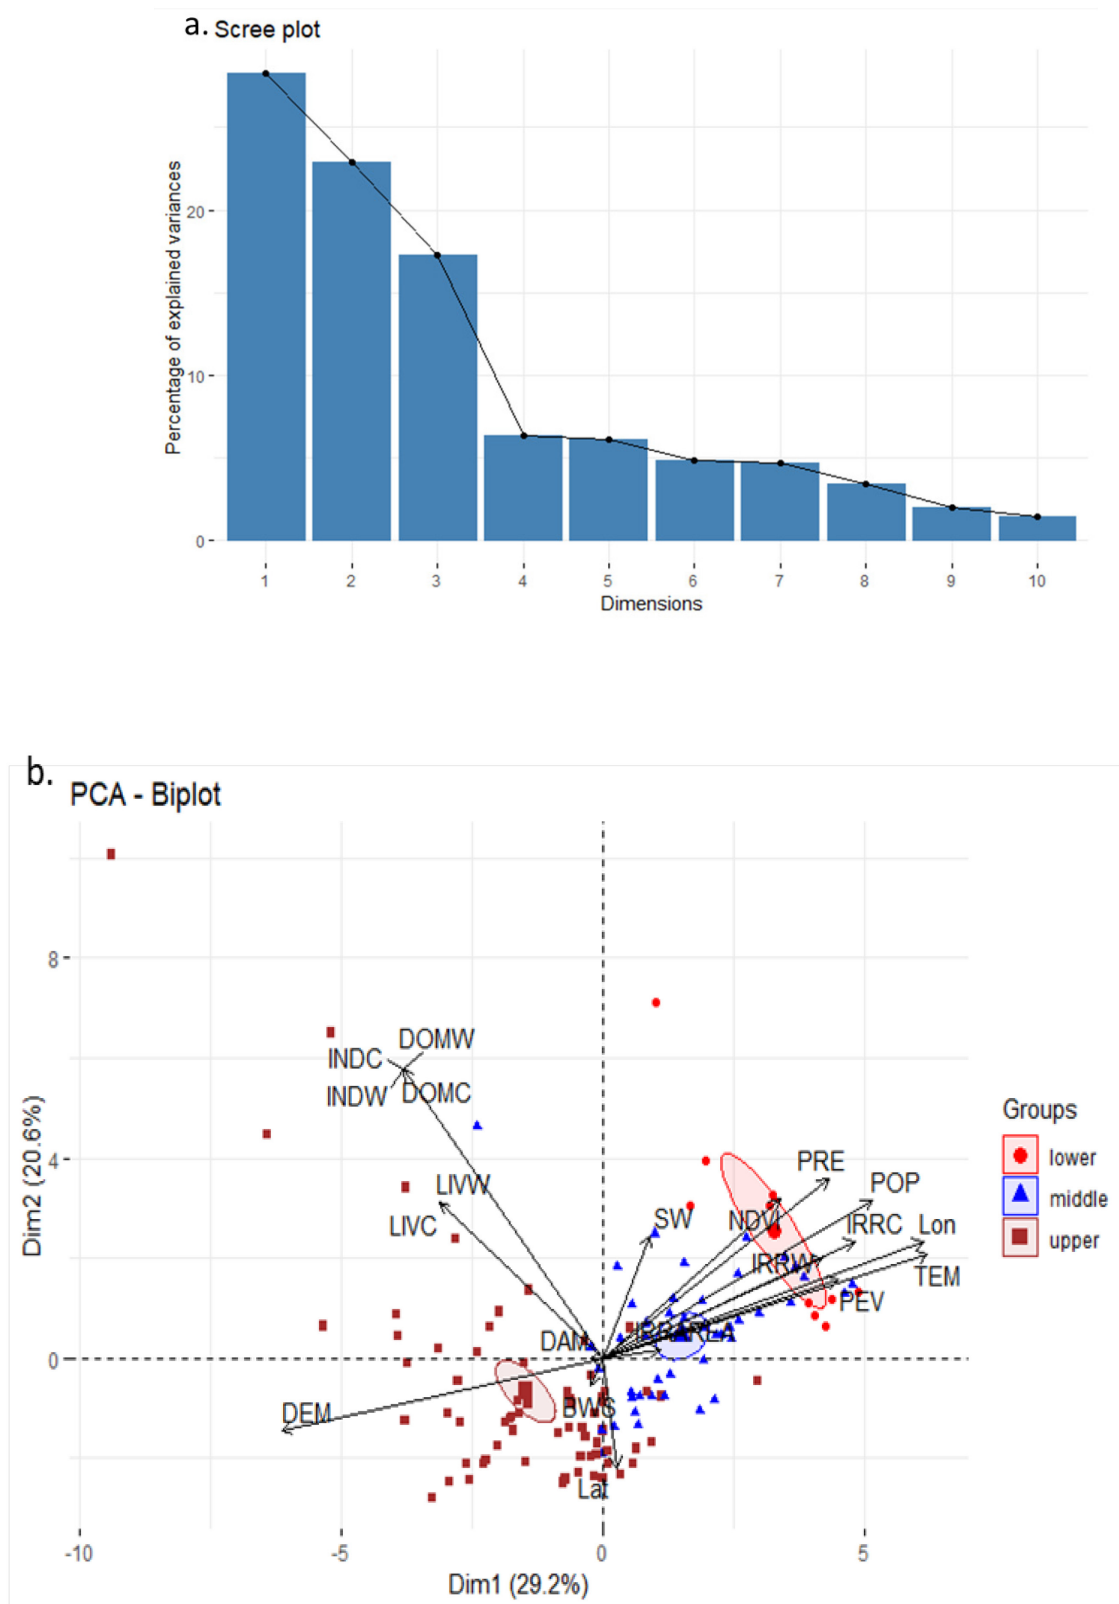 a. Scree plot
Percentage of explained variances
20
10
0
1 2 3 4 5 6 7 8 9 10
Dimensions
b.
PCA - Biplot
Dim2 (20.6%)
8
4
0
DOMW
INDC
INDW DOMC
LIVW
LIVC
PRE
POP
SW NDVI IRRC Lon
IRRW
TEM
PEV
DAM IRRAREA
DEM
BWS
Lat
-10 -5 0 5
Dim1 (29.2%)
Groups
lower
middle
upper